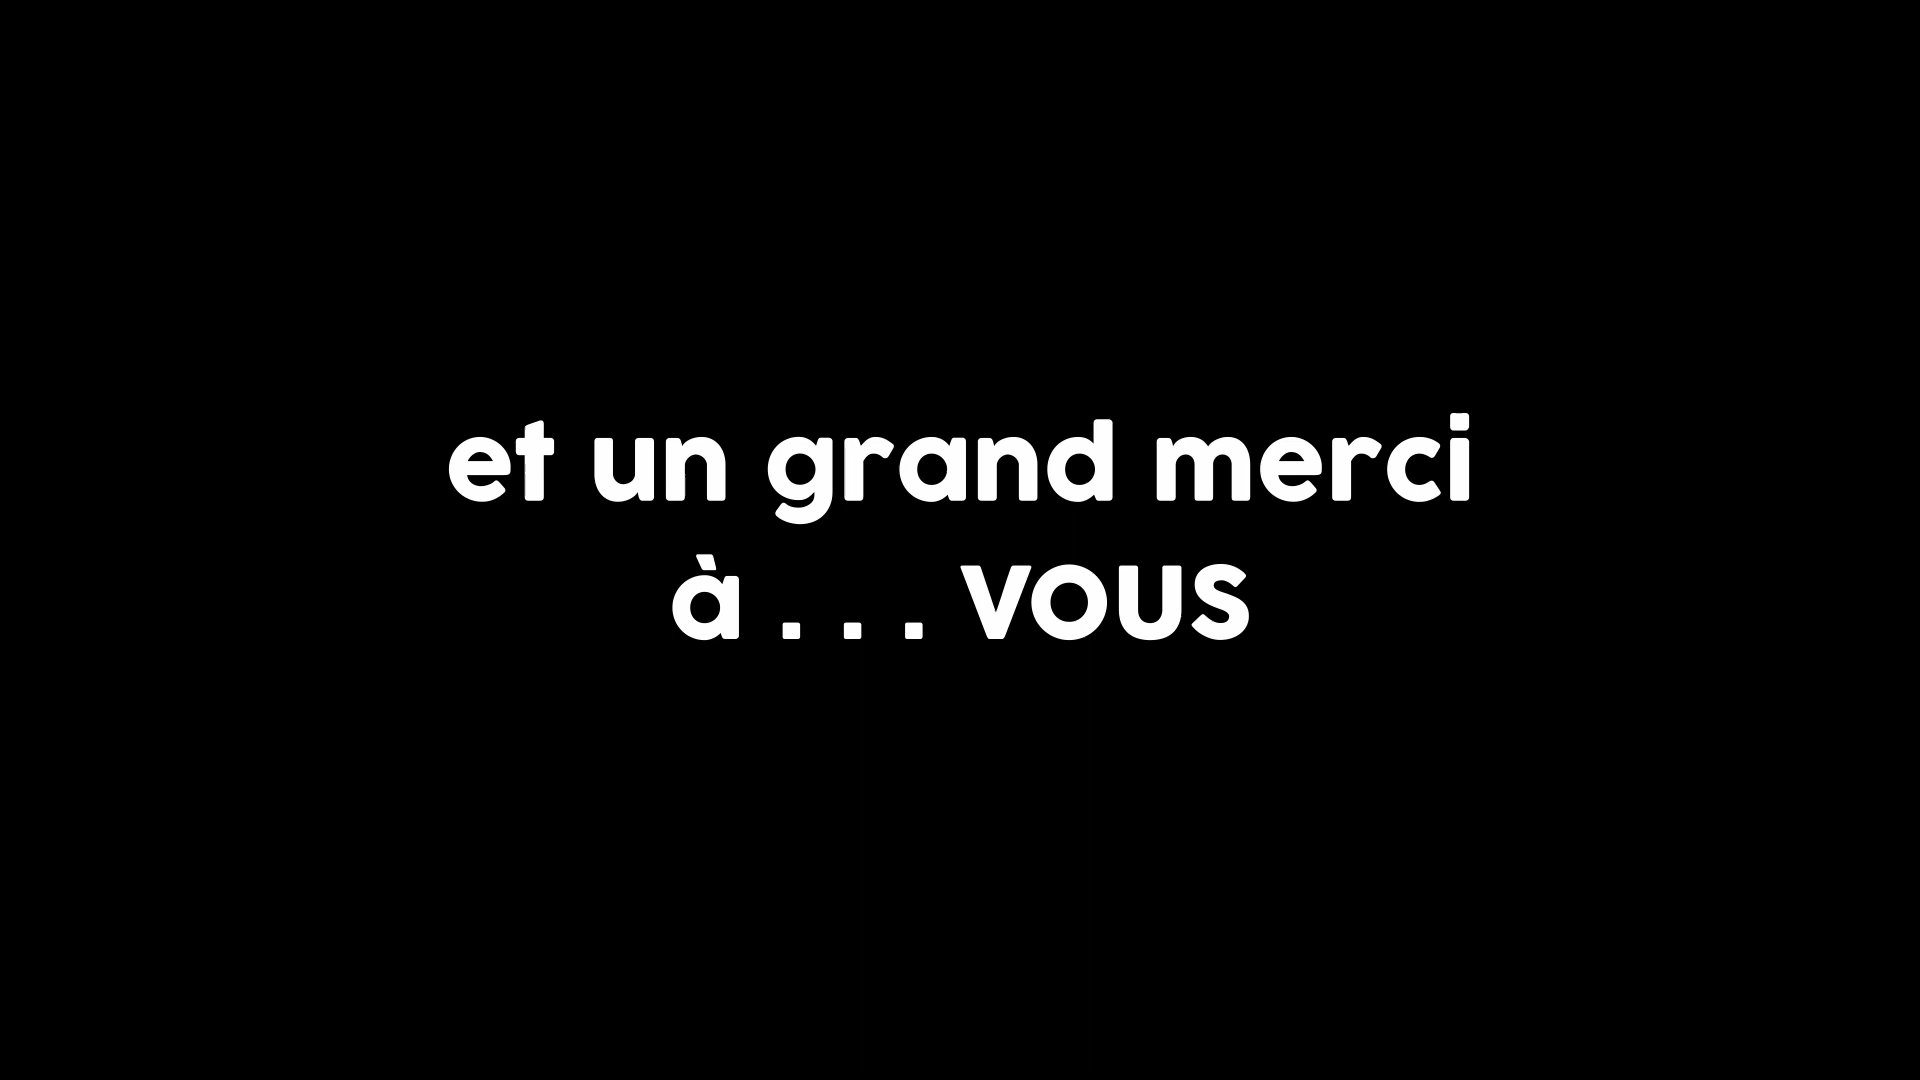 et un grand merci
à . . . VOUS